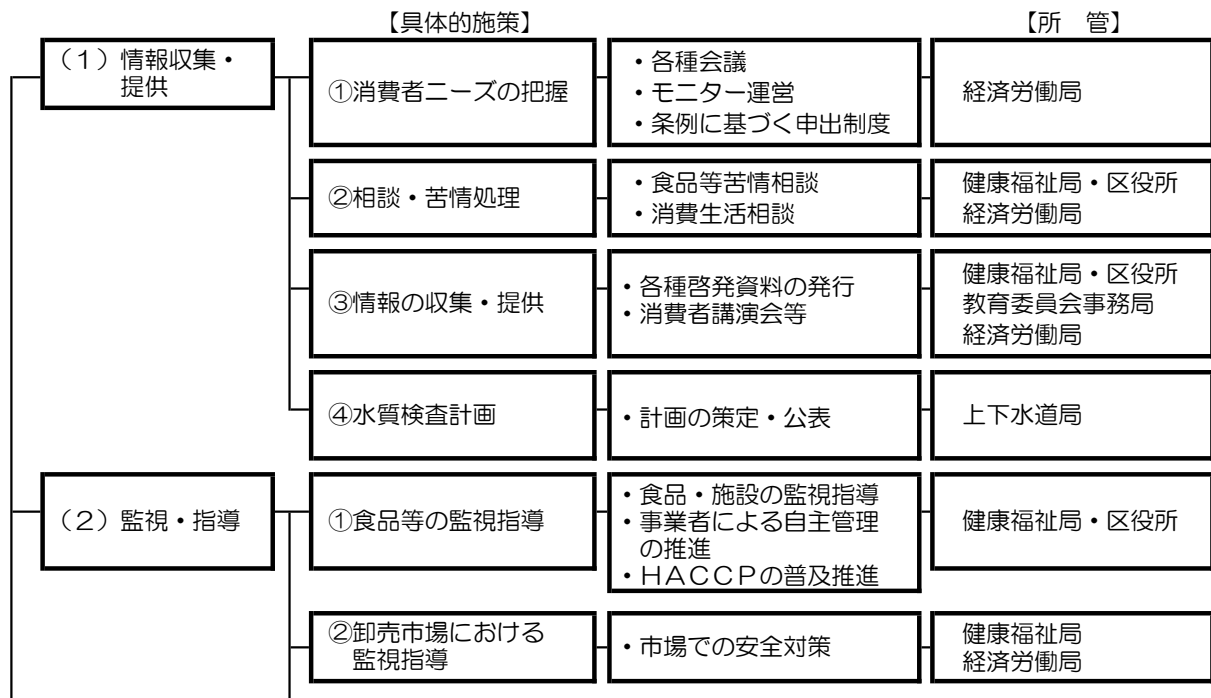 【具体的施策】
【所　管】
（１）情報収集・
提供
①消費者ニーズの把握
・各種会議
・モニター運営
・条例に基づく申出制度
経済労働局
②相談・苦情処理
・食品等苦情相談
・消費生活相談
健康福祉局・区役所
経済労働局
③情報の収集・提供
・各種啓発資料の発行
・消費者講演会等
健康福祉局・区役所
教育委員会事務局
経済労働局
④水質検査計画
・計画の策定・公表
上下水道局
（２）監視・指導
①食品等の監視指導
・食品・施設の監視指導
・事業者による自主管理
の推進
・ＨＡＣＣＰの普及推進
健康福祉局・区役所
②卸売市場における
監視指導
・市場での安全対策
健康福祉局
経済労働局